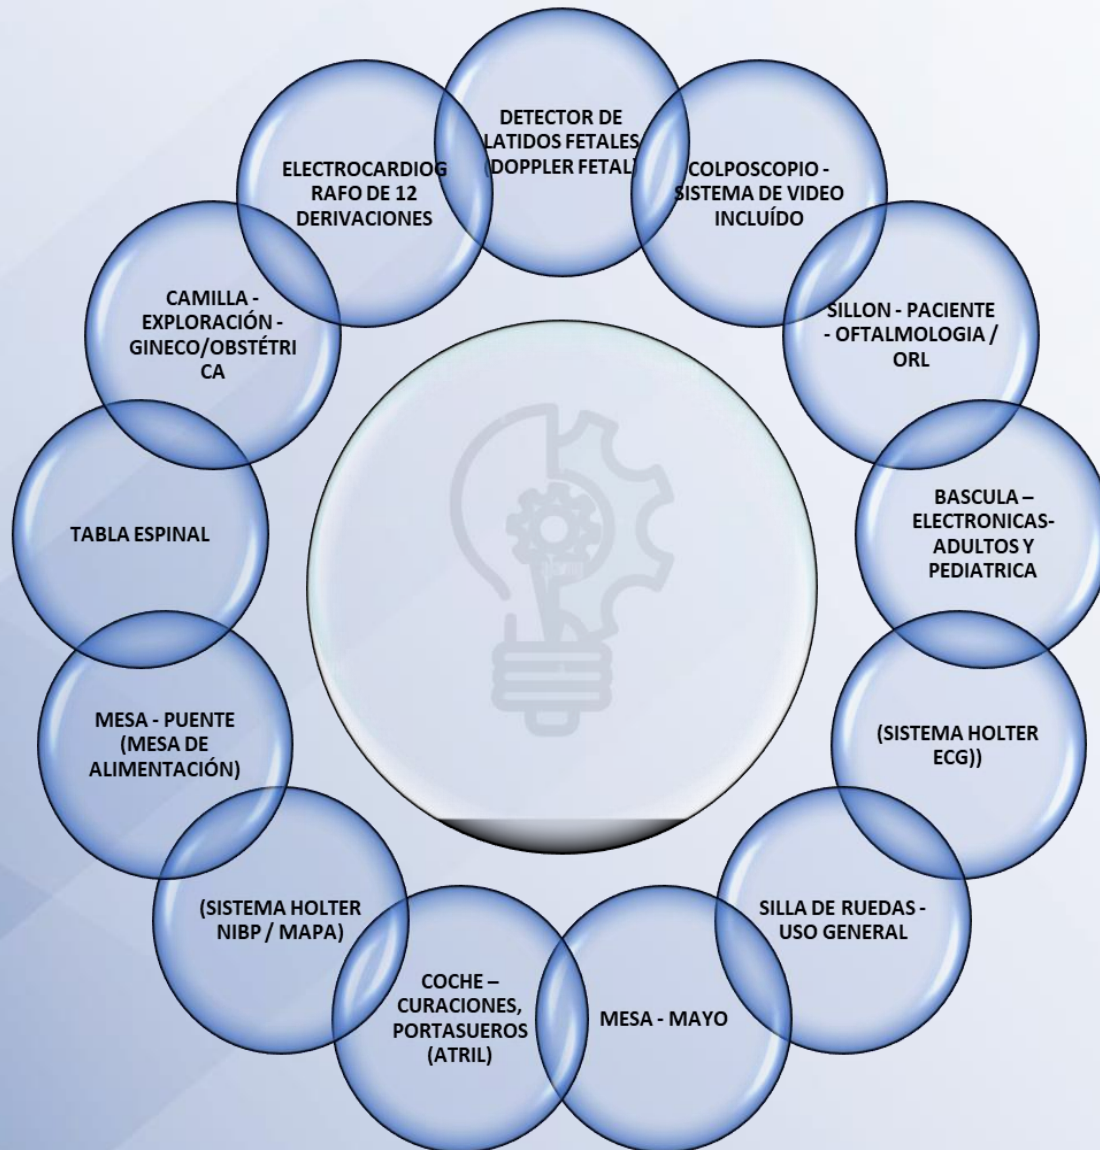 DETECTOR DE
LATIDOS FETALES
(DOPPLER FETAL)
COLPOSCOPIO -
SISTEMA DE VIDEO
INCLUÍDO
SILLON - PACIENTE
- OFTALMOLOGIA /
ORL
BASCULA –
ELECTRONICAS-
ADULTOS Y
PEDIATRICA
(SISTEMA HOLTER
ECG))
SILLA DE RUEDAS -
USO GENERAL
MESA - MAYO
COCHE –
CURACIONES,
PORTASUEROS
(ATRIL)
(SISTEMA HOLTER
NIBP / MAPA)
MESA - PUENTE
(MESA DE
ALIMENTACIÓN)
TABLA ESPINAL
CAMILLA -
EXPLORACIÓN -
GINECO/OBSTÉTRI
CA
ELECTROCARDIOG
RAFO DE 12
DERIVACIONES